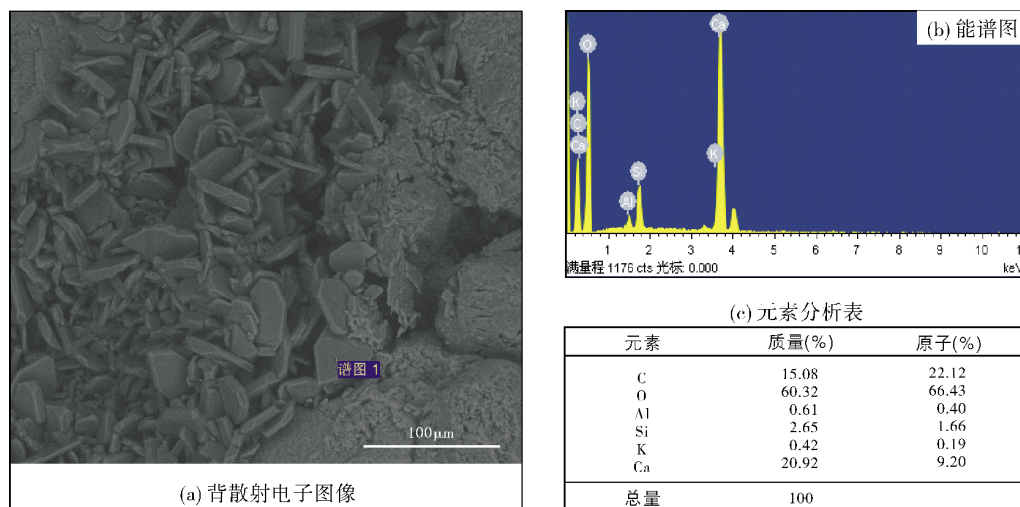 谱图 1
100μm
(a) 背散射电子图像
(b) 能谱图
Ca
O
K
C
Ca
K
Si
Al
1 2 3 4 5 6 7 8 9 10
满量程 1176 cts 光标: 0.000 keV
(c) 元素分析表
元素 质量(%) 原子(%)
C 15.08 22.12
O 60.32 66.43
Al 0.61 0.40
Si 2.65 1.66
K 0.42 0.19
Ca 20.92 9.20
总量 100